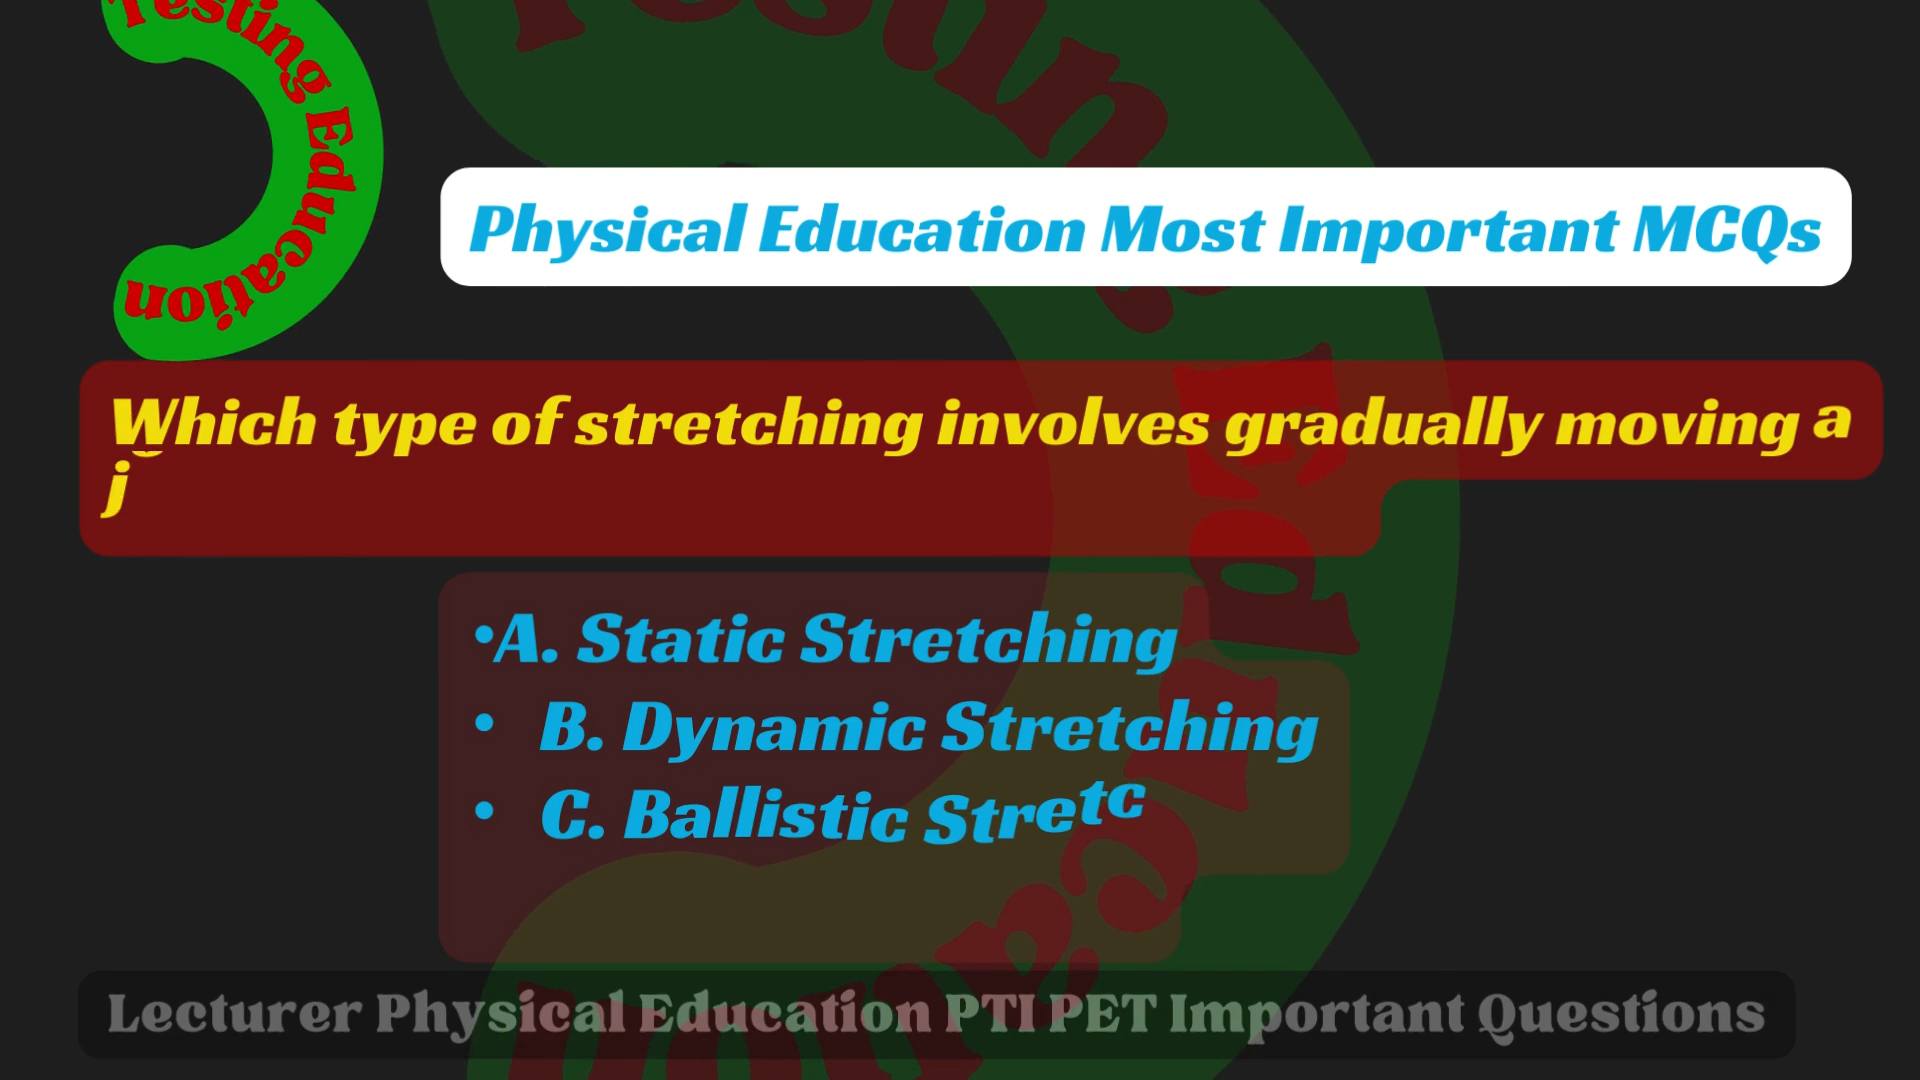 Testing Education
Physical Education Most Important MCQs
Which type of stretching involves gradually moving a
j
•A. Static Stretching
• B. Dynamic Stretching
• C. Ballistic Stretc
Lecturer Physical Education PTI PET Important Questions